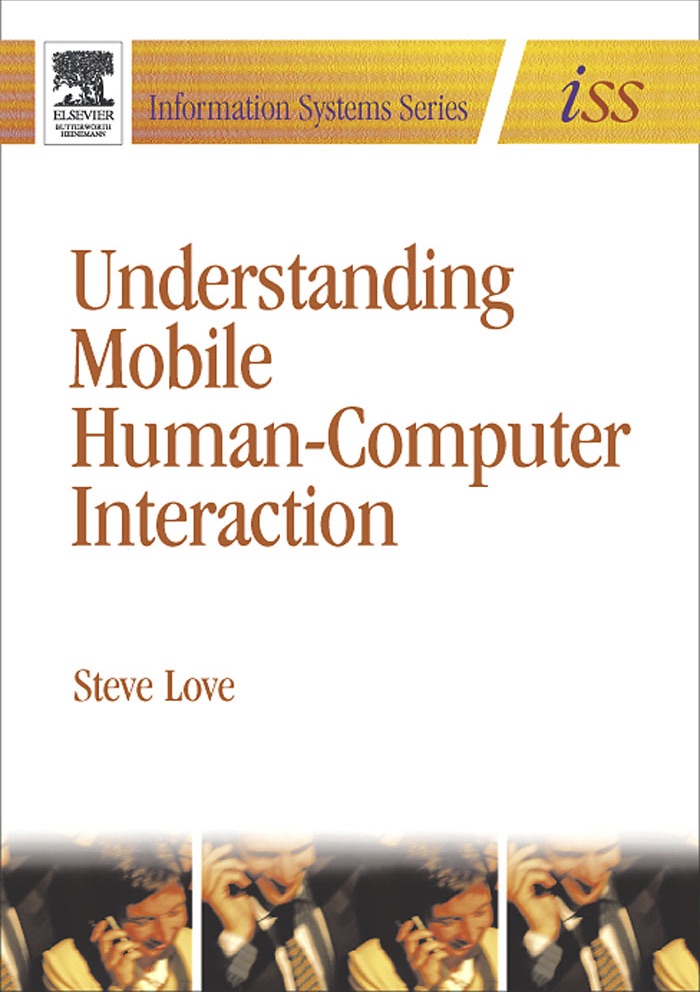 ELSEVIER
BUTTERWORTH
HEINEMANN
Information Systems Series
iss
Understanding
Mobile
Human-Computer
Interaction
Steve Love